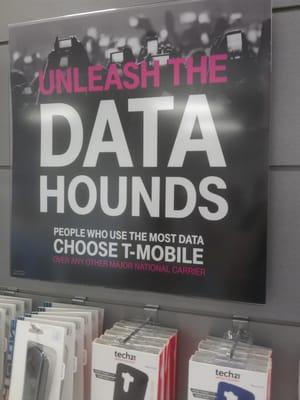 UNLEASH THE
DATA
HOUNDS
PEOPLE WHO USE THE MOST DATA
CHOOSE T-MOBILE
OVER ANY OTHER MAJOR NATIONAL CARRIER
tech21
tech21